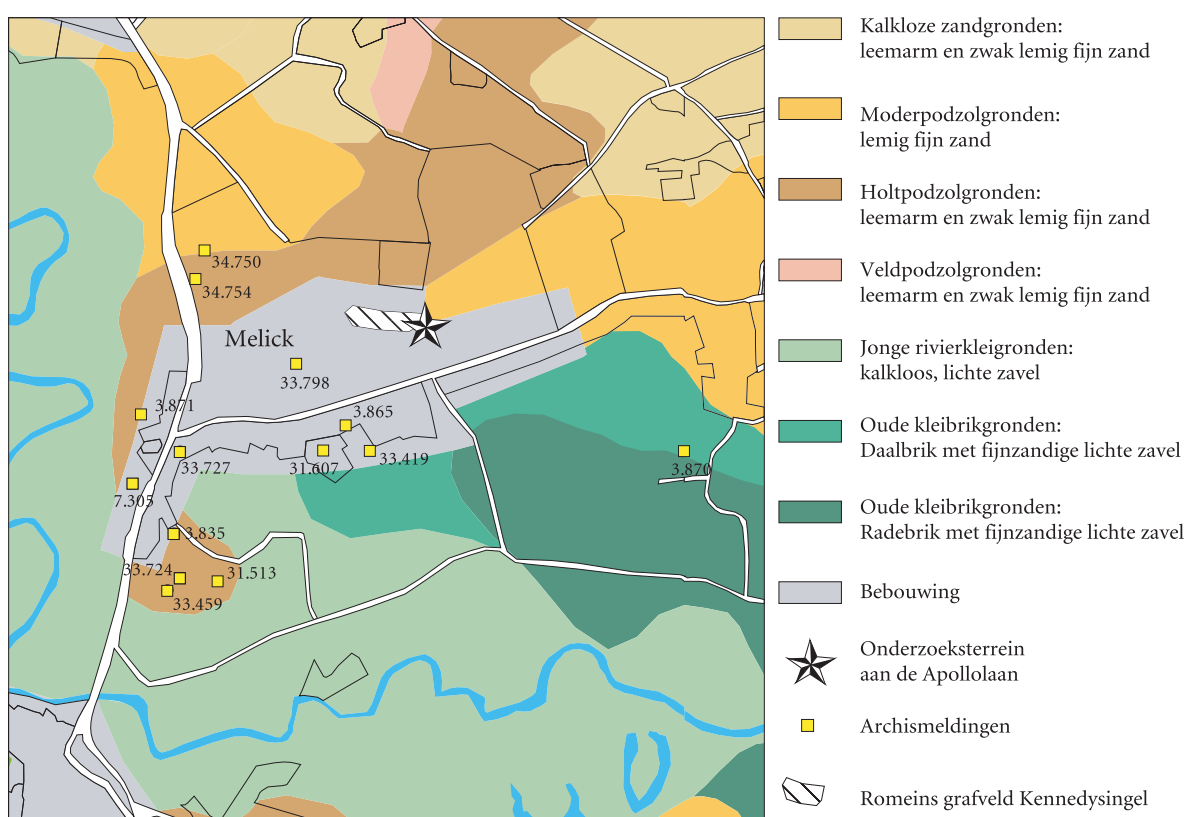 34.750
34.754
Melick
33.798
3.871
3.865
33.727
31.607
33.419
3.870
7.305
3.835
33.724
31.513
33.459
Kalkloze zandgronden:
leemarm en zwak lemig fijn zand
Moderpodzolgronden:
lemig fijn zand
Holtpodzolgronden:
leemarm en zwak lemig fijn zand
Veldpodzolgronden:
leemarm en zwak lemig fijn zand
Jonge rivierkleigronden:
kalkloos, lichte zavel
Oude kleibrikgronden:
Daalbrik met fijnzandige lichte zavel
Oude kleibrikgronden:
Radebrik met fijnzandige lichte zavel
Bebouwing
Onderzoeksterrein
aan de Apollolaan
Archismeldingen
Romeins grafveld Kennedysingel